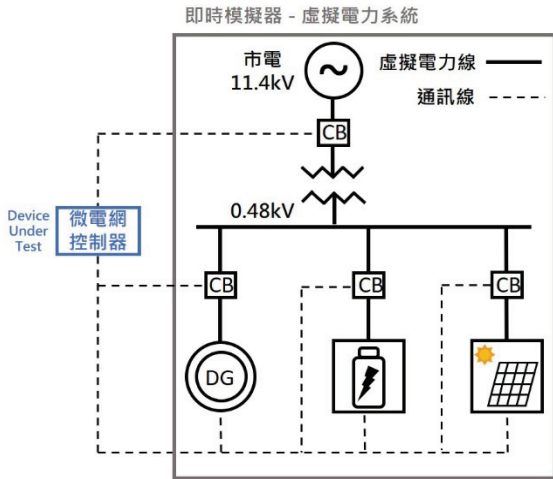 即時模擬器 - 虛擬電力系統
市電
11.4kV
虛擬電力線
通訊線
CB
0.48kV
Device
Under
Test
微電網
控制器
CB
CB
CB
DG